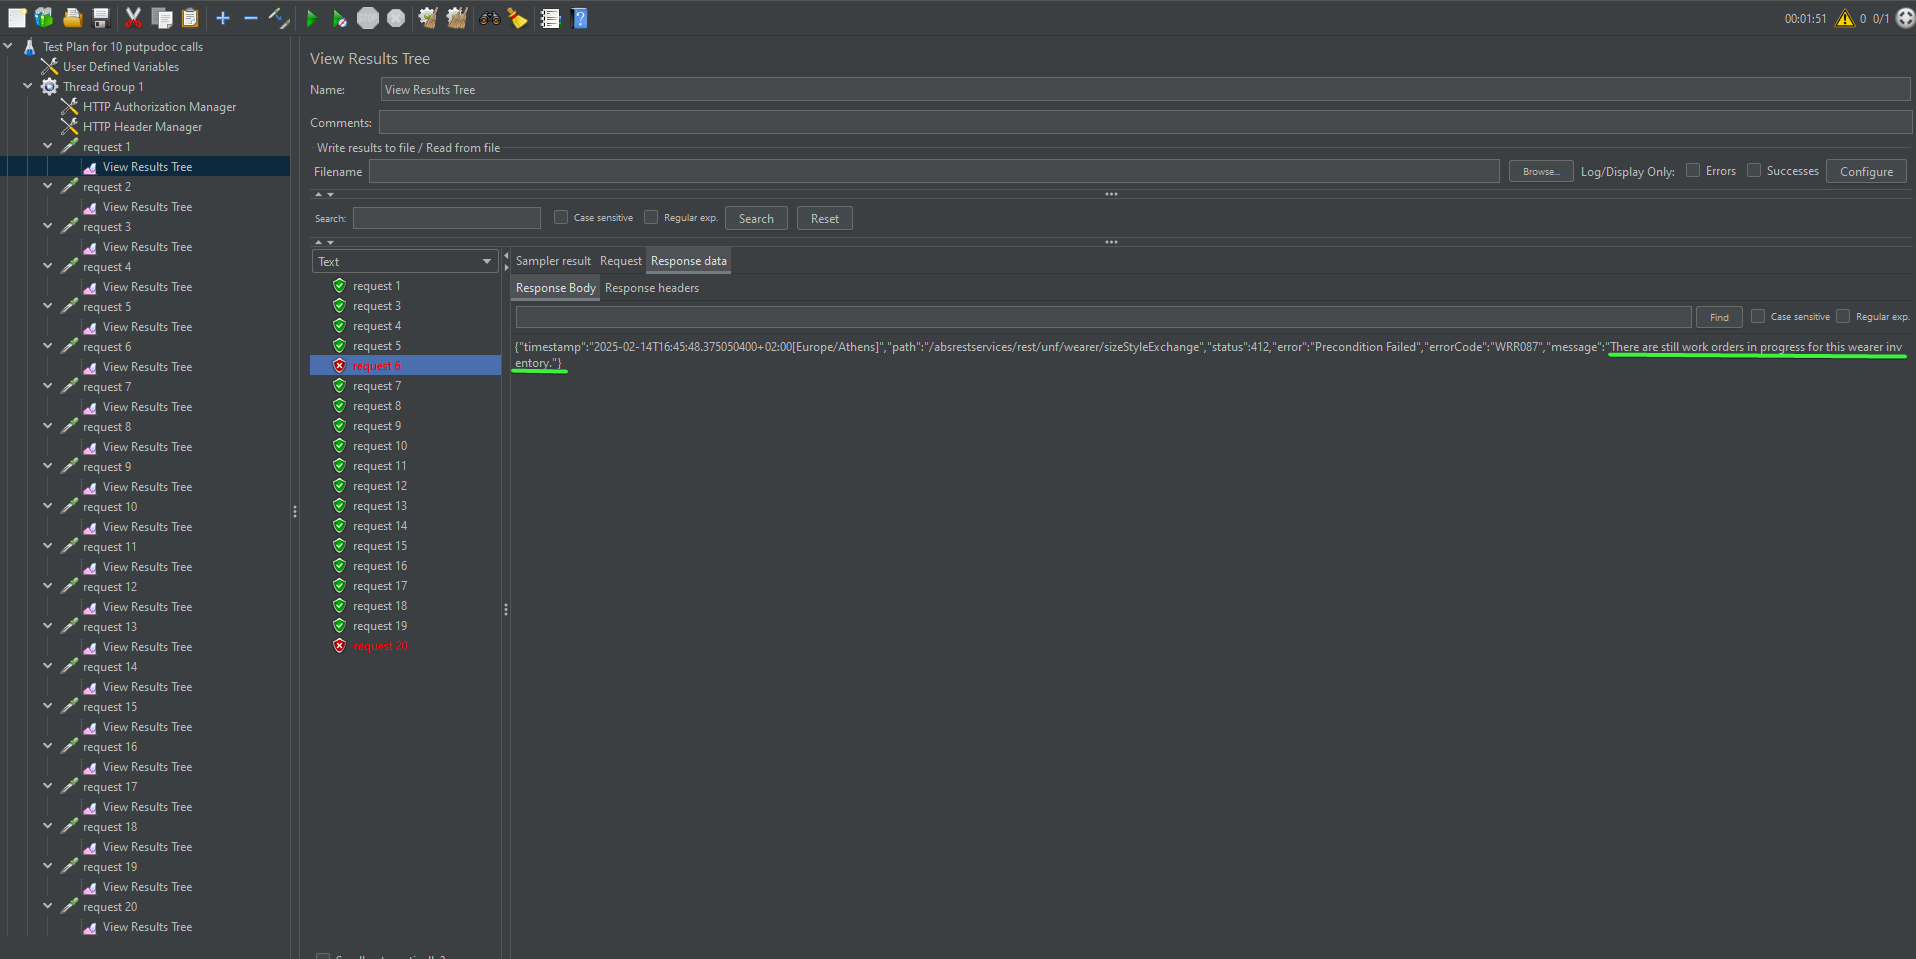 00:01:51 0 0/1
Test Plan for 10 putpudoc calls
User Defined Variables
Thread Group 1
HTTP Authorization Manager
HTTP Header Manager
request 1
View Results Tree
request 2
View Results Tree
request 3
View Results Tree
request 4
View Results Tree
request 5
View Results Tree
request 6
View Results Tree
request 7
View Results Tree
request 8
View Results Tree
request 9
View Results Tree
request 10
View Results Tree
request 11
View Results Tree
request 12
View Results Tree
request 13
View Results Tree
request 14
View Results Tree
request 15
View Results Tree
request 16
View Results Tree
request 17
View Results Tree
request 18
View Results Tree
request 19
View Results Tree
request 20
View Results Tree
View Results Tree
Name: View Results Tree
Comments:
Write results to file / Read from file
Filename Browse... Log/Display Only: Errors Successes Configure
Search: Case sensitive Regular exp. Search Reset
Text
request 1
request 3
request 4
request 5
request 6
request 7
request 8
request 9
request 10
request 11
request 12
request 13
request 14
request 15
request 16
request 17
request 18
request 19
request 20
Sampler result Request Response data
Response Body Response headers
Find Case sensitive Regular exp.
{"timestamp":"2025-02-14T16:45:48.375050400+02:00[Europe/Athens]","path":"/absrestservices/rest/unf/wearer/sizeStyleExchange","status":412,"error":"Precondition Failed","errorCode":"WRR087","message":"There are still work orders in progress for this wearer inv
entory."}